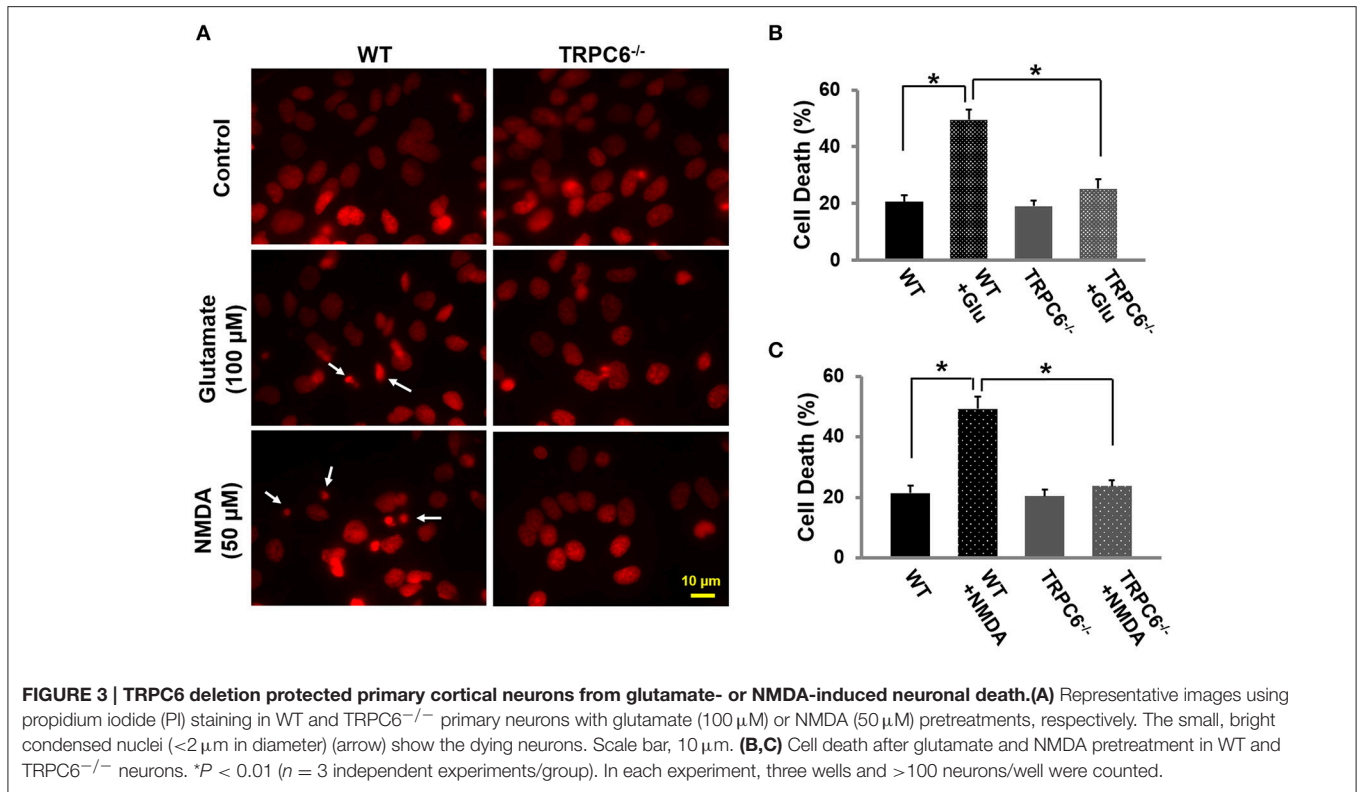 A
WT
TRPC6-/-
Control
Glutamate
(100 µM)
NMDA
(50 µM)
10 µm
B
*
*
Cell Death (%)
60
40
20
0
WT
WT
+Glu
TRPC6-/-
TRPC6-/-
+Glu
C
*
*
Cell Death (%)
60
40
20
0
WT
WT
+NMDA
TRPC6-/-
TRPC6-/-
+NMDA
FIGURE 3 | TRPC6 deletion protected primary cortical neurons from glutamate- or NMDA-induced neuronal death.(A) Representative images using
propidium iodide (PI) staining in WT and TRPC6−/− primary neurons with glutamate (100 µM) or NMDA (50 µM) pretreatments, respectively. The small, bright
condensed nuclei (<2 µm in diameter) (arrow) show the dying neurons. Scale bar, 10 µm. (B,C) Cell death after glutamate and NMDA pretreatment in WT and
TRPC6−/− neurons. *P < 0.01 (n = 3 independent experiments/group). In each experiment, three wells and >100 neurons/well were counted.